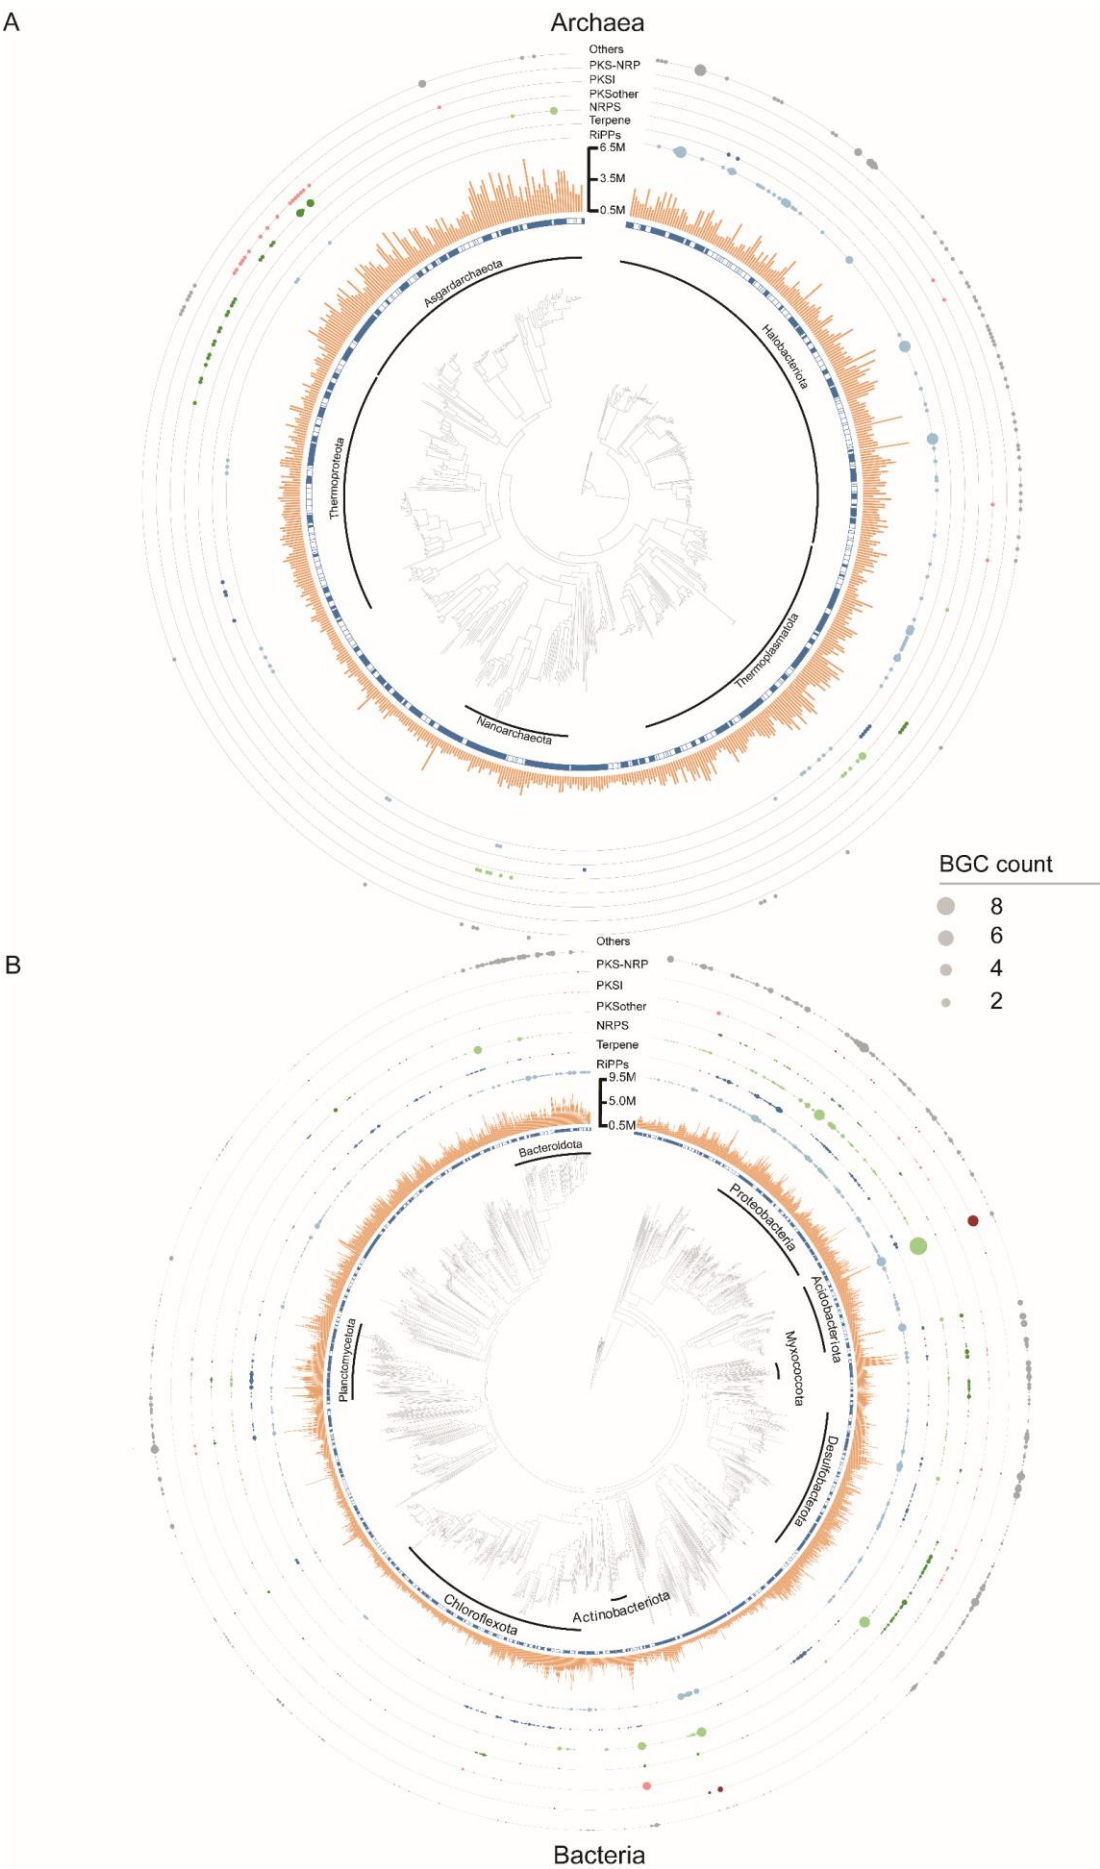 A
Archaea
Others
PKS-NRP
PKSI
PKSother
NRPS
Terpene
RiPPs
6.5M
3.5M
0.5M
Asgardarchaeota
Halobacteriota
Thermoproteota
Thermoplasmatota
Nanoarchaeota
BGC count
8
6
4
2
B
Others
PKS-NRP
PKSI
PKSother
NRPS
Terpene
RiPPs
9.5M
5.0M
0.5M
Bacteroidota
Proteobacteria
Acidobacteriota
Planctomycetota
Myxococcota
Desulfobacterota
Chloroflexota
Actinobacteriota
Bacteria